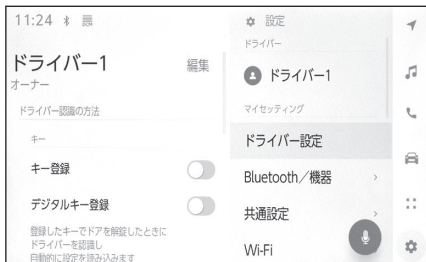 11:24
ドライバー1
編集
オーナー
ドライバー認識の方法
キー
キー登録
デジタルキー登録
登録したキーでドアを解錠したときに
ドライバーを認識し
自動的に設定を読み込みます
設定
ドライバー
ドライバー1
マイセッティング
ドライバー設定
Bluetooth／機器
共通設定
Wi-Fi